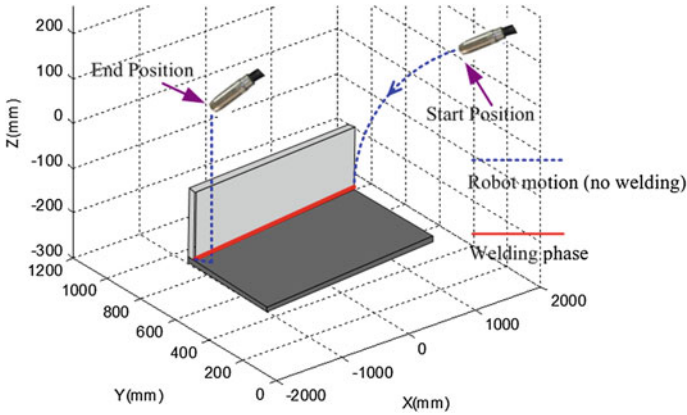 200
100
0
-100
-200
-300
Z(mm)
1200
1000
800
600
400
200
0
Y(mm)
-2000
-1000
0
1000
2000
X(mm)
End Position
Start Position
Robot motion (no welding)
Welding phase